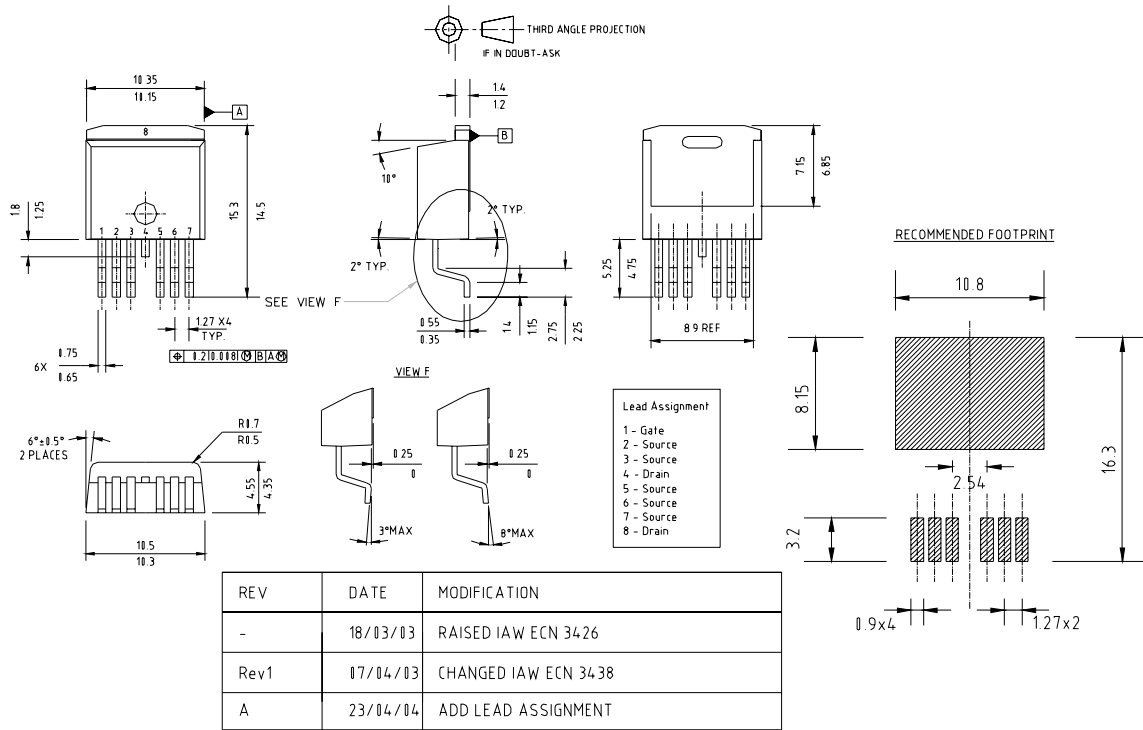 THIRD ANGLE PROJECTION
IF IN DOUBT-ASK
10.35
10.15
A
8
1.8
1.25
15.3
14.5
1 2 3 4 5 6 7
1.27 X4
TYP.
0.75
6X
0.65
0.2|0.008 M B A M
1.4
1.2
B
10°
2° TYP.
2° TYP.
SEE VIEW F
0.55
0.35
1.4
1.15
2.75
2.25
7.15
6.85
5.25
4.75
8.9 REF
RECOMMENDED FOOTPRINT
10.8
8.15
16.3
2.54
3.2
0.9x4
1.27x2
6°±0.5°
2 PLACES
R0.7
R0.5
4.55
4.35
10.5
10.3
VIEW F
0.25
0
3°MAX
0.25
0
8°MAX
Lead Assignment
1 - Gate
2 - Source
3 - Source
4 - Drain
5 - Source
6 - Source
7 - Source
8 - Drain
REV DATE MODIFICATION
- 18/03/03 RAISED IAW ECN 3426
Rev1 07/04/03 CHANGED IAW ECN 3438
A 23/04/04 ADD LEAD ASSIGNMENT